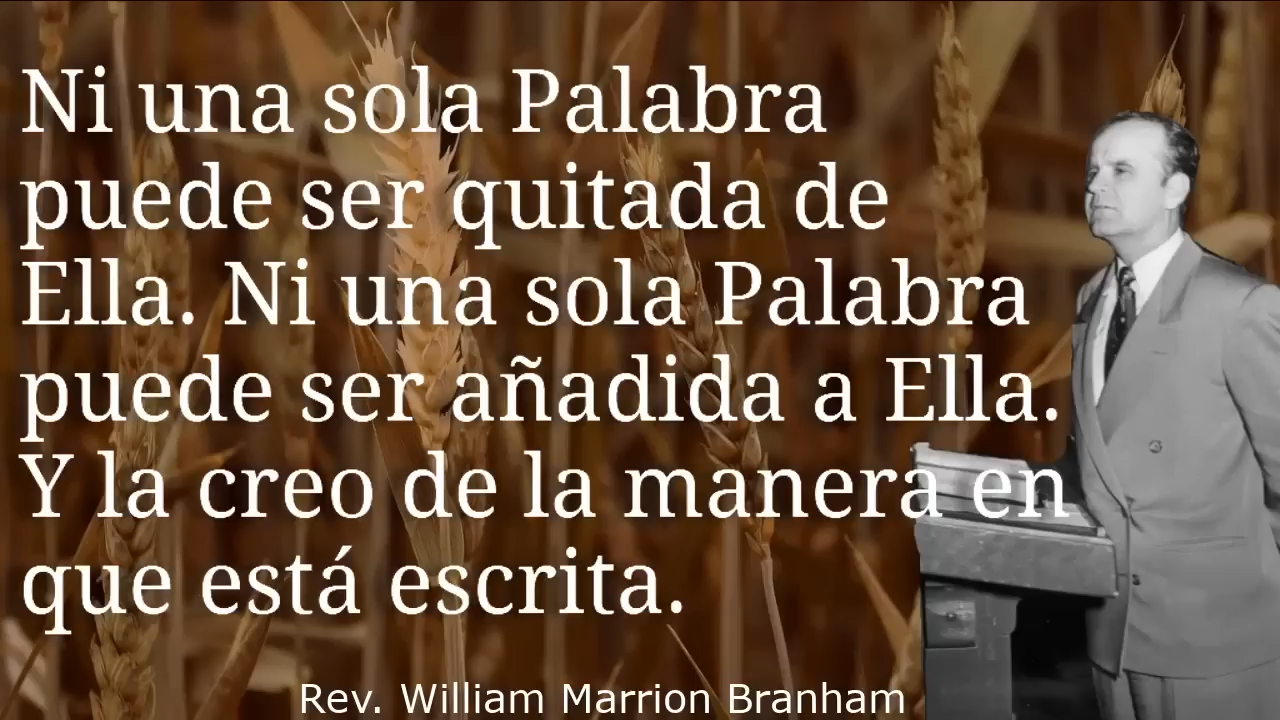 Ni una sola Palabra
puede ser quitada de
Ella. Ni una sola Palabra
puede ser añadida a Ella.
Y la creo de la manera en
que está escrita.
Rev. William Marrion Branham